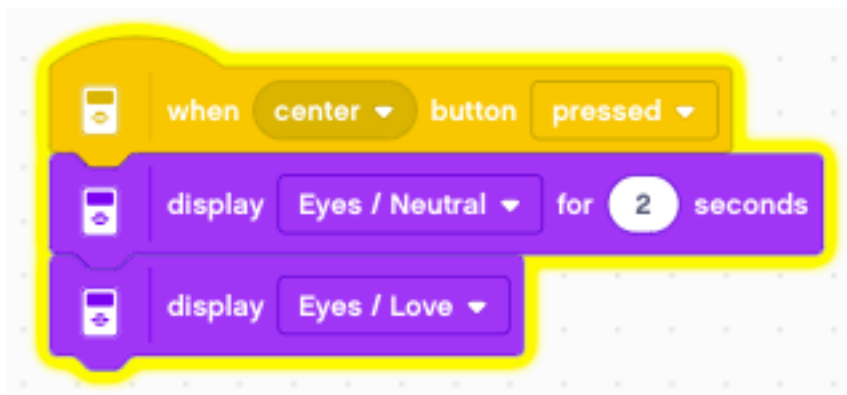 when center button pressed
display Eyes / Neutral for 2 seconds
display Eyes / Love